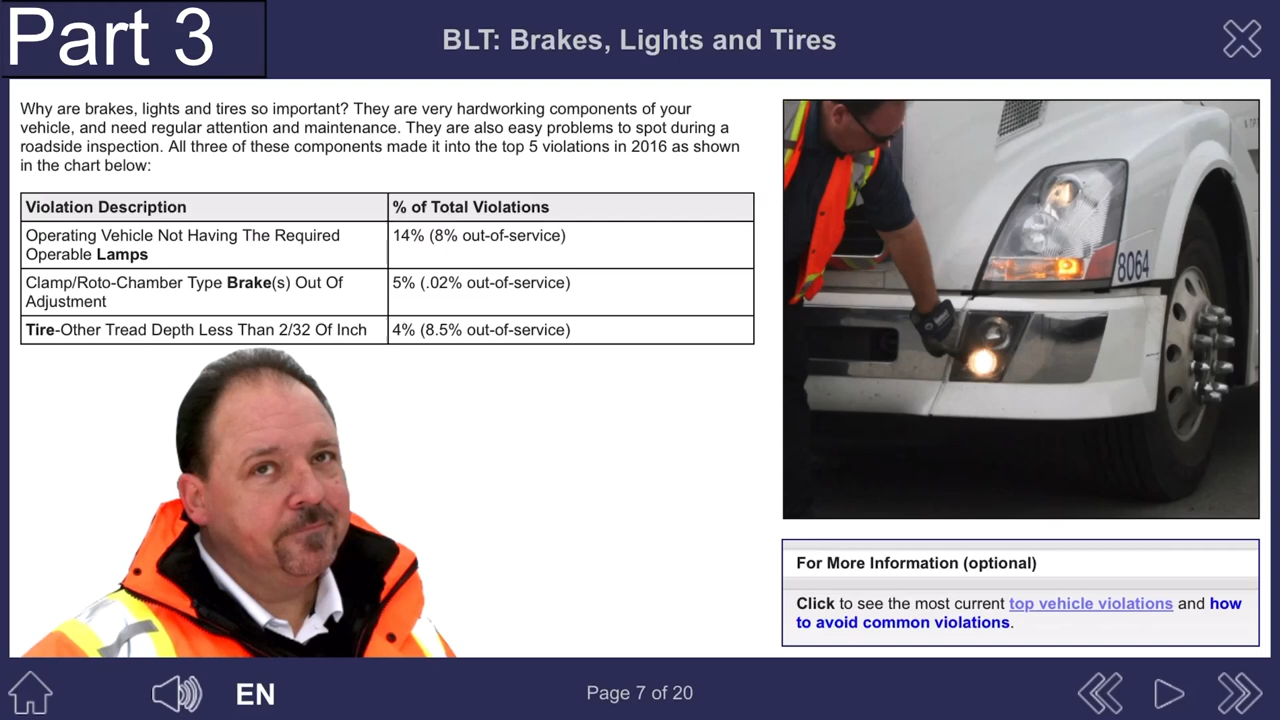 Part 3
BLT: Brakes, Lights and Tires
Why are brakes, lights and tires so important? They are very hardworking components of your
vehicle, and need regular attention and maintenance. They are also easy problems to spot during a
roadside inspection. All three of these components made it into the top 5 violations in 2016 as shown
in the chart below:
Violation Description
% of Total Violations
Operating Vehicle Not Having The Required
Operable Lamps
14% (8% out-of-service)
Clamp/Roto-Chamber Type Brake(s) Out Of
Adjustment
5% (.02% out-of-service)
Tire-Other Tread Depth Less Than 2/32 Of Inch
4% (8.5% out-of-service)
8064
For More Information (optional)
Click to see the most current top vehicle violations and how
to avoid common violations.
EN
Page 7 of 20